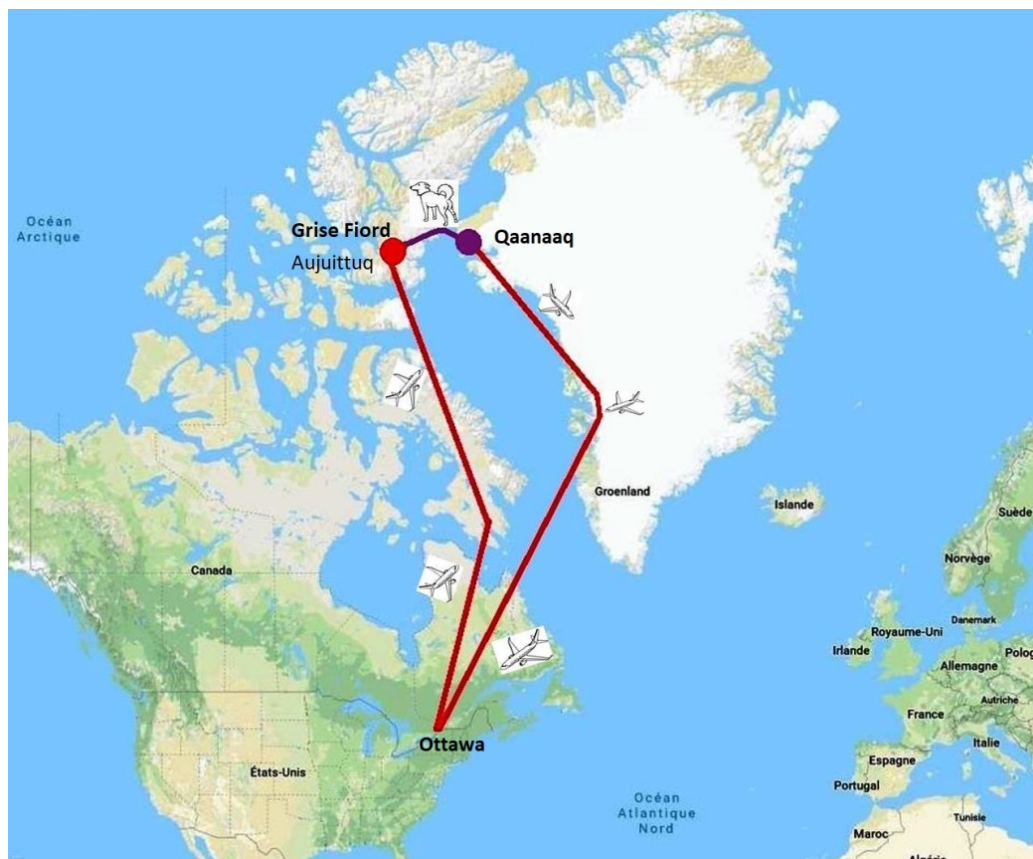 Océan
Arctique
Grise Fiord
Aujuittuq
Qaanaaq
Groenland
Islande
Suède
Norvège
Canada
Danemark
Royaume-Uni
Irlande
Polog
Allemagne
Autriche
France
Ottawa
Italie
États-Unis
Espagne
Portugal
Océan
Atlantique
Nord
Tunisie
Maroc
Algérie